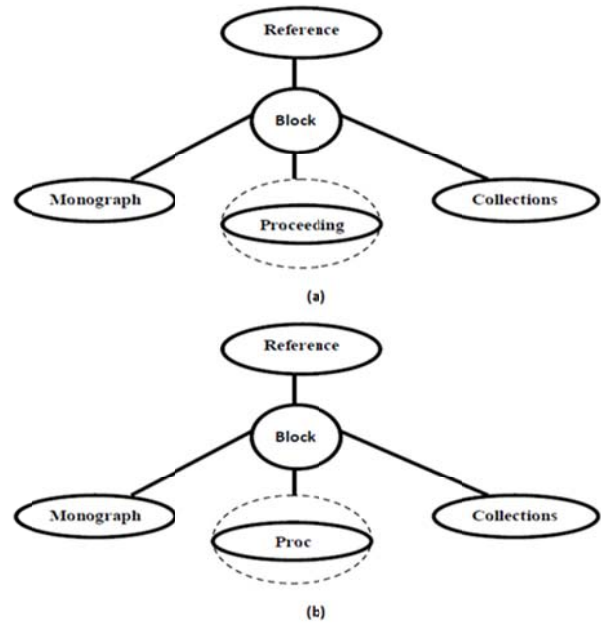 Reference
Block
Monograph
Collections
Proceeding
(a)
Reference
Block
Monograph
Collections
Proc
(b)